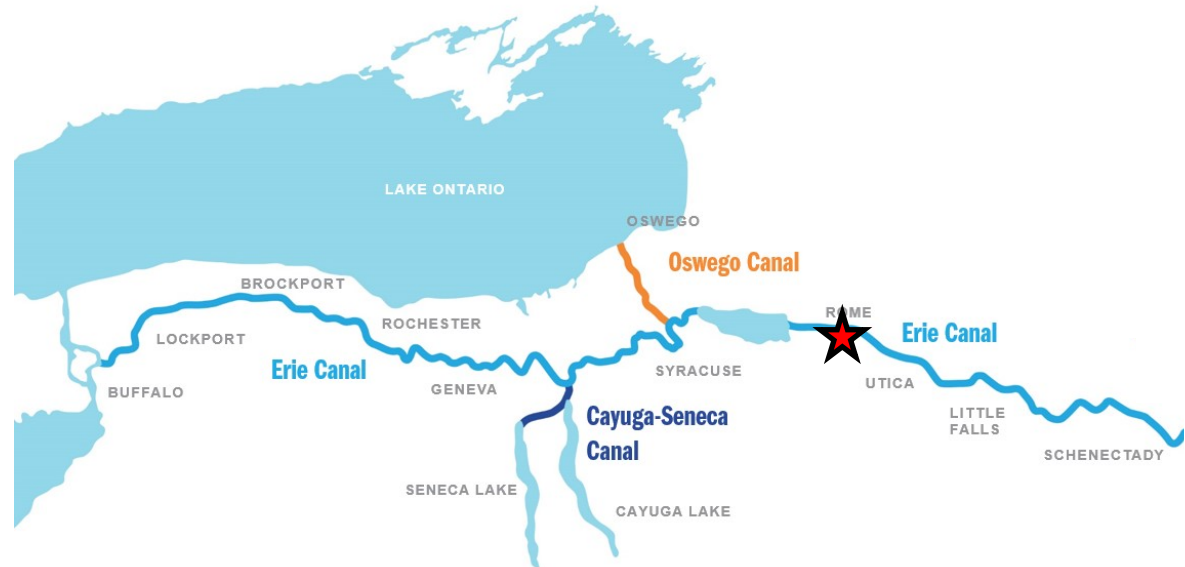 LAKE ONTARIO
OSWEGO
Oswego Canal
BROCKPORT
ROCHESTER
LOCKPORT
ROME
Erie Canal
Erie Canal
SYRACUSE
UTICA
BUFFALO
GENEVA
LITTLE
FALLS
Cayuga-Seneca
Canal
SCHENECTADY
SENECA LAKE
CAYUGA LAKE